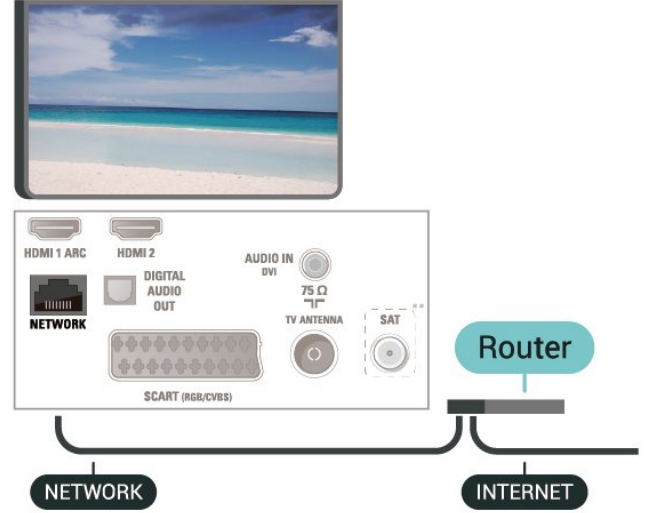 HDMI 1 ARC
HDMI 2
AUDIO IN
DVI
DIGITAL
AUDIO
OUT
75 Ω
NETWORK
TV ANTENNA
SAT
**
SCART (RGB/CVBS)
Router
NETWORK
INTERNET